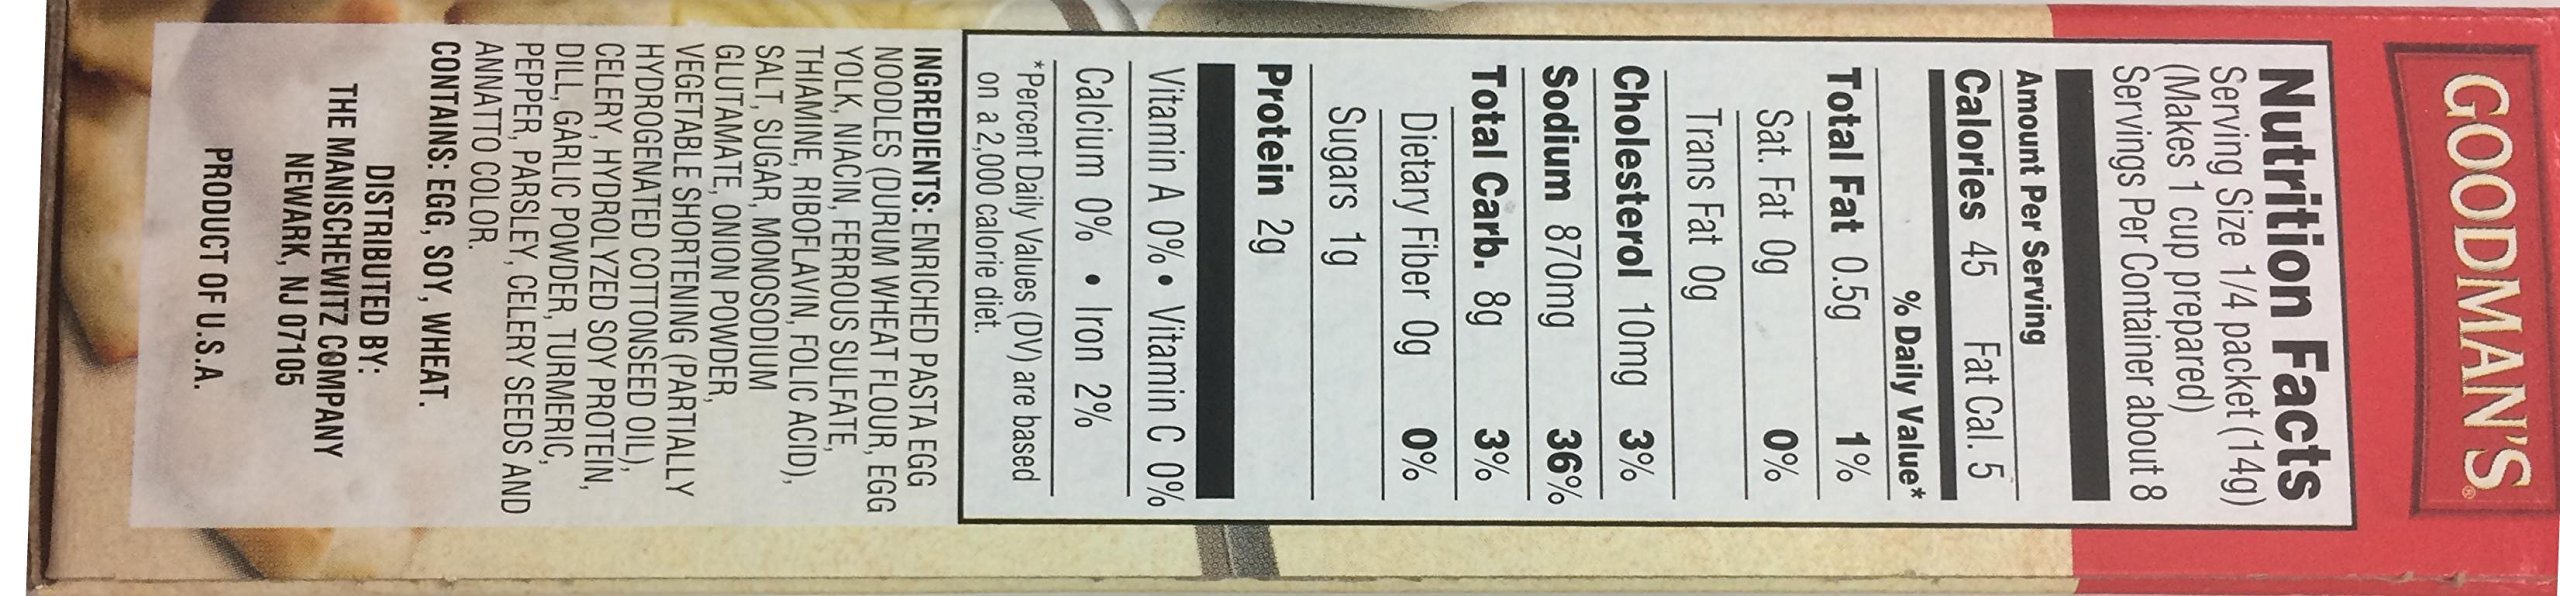 GOODMAN'S®
Nutrition Facts
Serving Size 1/4 packet (14g)
(Makes 1 cup prepared)
Servings Per Container about 8
Amount Per Serving
Calories 45 Fat Cal. 5
% Daily Value*
Total Fat 0.5g 1%
Sat. Fat 0g 0%
Trans Fat 0g
Cholesterol 10mg 3%
Sodium 870mg 36%
Total Carb. 8g 3%
Dietary Fiber 0g 0%
Sugars 1g
Protein 2g
Vitamin A 0% • Vitamin C 0%
Calcium 0% • Iron 2%
*Percent Daily Values (DV) are based
on a 2,000 calorie diet.
INGREDIENTS: ENRICHED PASTA EGG
NOODLES (DURUM WHEAT FLOUR, EGG
YOLK, NIACIN, FERROUS SULFATE,
THIAMINE, RIBOFLAVIN, FOLIC ACID),
SALT, SUGAR, MONOSODIUM
GLUTAMATE, ONION POWDER,
VEGETABLE SHORTENING (PARTIALLY
HYDROGENATED COTTONSEED OIL),
CELERY, HYDROLYZED SOY PROTEIN,
DILL, GARLIC POWDER, TURMERIC,
PEPPER, PARSLEY, CELERY SEEDS AND
ANNATTO COLOR.
CONTAINS: EGG, SOY, WHEAT.
DISTRIBUTED BY:
THE MANISCHEWITZ COMPANY
NEWARK, NJ 07105
PRODUCT OF U.S.A.